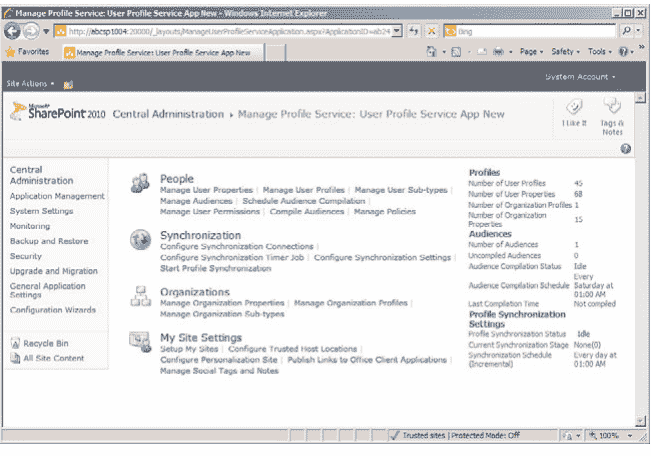 Manage Profile Service: User Profile Service App New - Windows Internet Explorer
http://abcsp1004:20000/_layouts/ManageUserProfileServiceApplication.aspx?ApplicationID=ab24
Bing
Favorites
Manage Profile Service: User Profile Service App New
Page
Safety
Tools
Site Actions
System Account
Microsoft
SharePoint 2010
Central Administration
Manage Profile Service: User Profile Service App New
I Like It
Tags &
Notes
Central
Administration
Application Management
System Settings
Monitoring
Backup and Restore
Security
Upgrade and Migration
General Application
Settings
Configuration Wizards
Recycle Bin
All Site Content
People
Manage User Properties | Manage User Profiles | Manage User Sub-types |
Manage Audiences | Schedule Audience Compilation |
Manage User Permissions | Compile Audiences | Manage Policies
Synchronization
Configure Synchronization Connections |
Configure Synchronization Timer Job | Configure Synchronization Settings |
Start Profile Synchronization
Organizations
Manage Organization Properties | Manage Organization Profiles |
Manage Organization Sub-types
My Site Settings
Setup My Sites | Configure Trusted Host Locations |
Configure Personalization Site | Publish Links to Office Client Applications |
Manage Social Tags and Notes
Profiles
Number of User Profiles 45
Number of User Properties 68
Number of Organization Profiles 1
Number of Organization
Properties 15
Audiences
Number of Audiences 1
Uncompiled Audiences 0
Audience Compilation Status Idle
Audience Compilation Schedule Every
Saturday at
01:00 AM
Last Compilation Time Not compiled
Profile Synchronization
Settings
Profile Synchronization Status Idle
Current Synchronization Stage None(0)
Synchronization Schedule
(Incremental) Every day at
01:00 AM
Trusted sites | Protected Mode: Off
100%